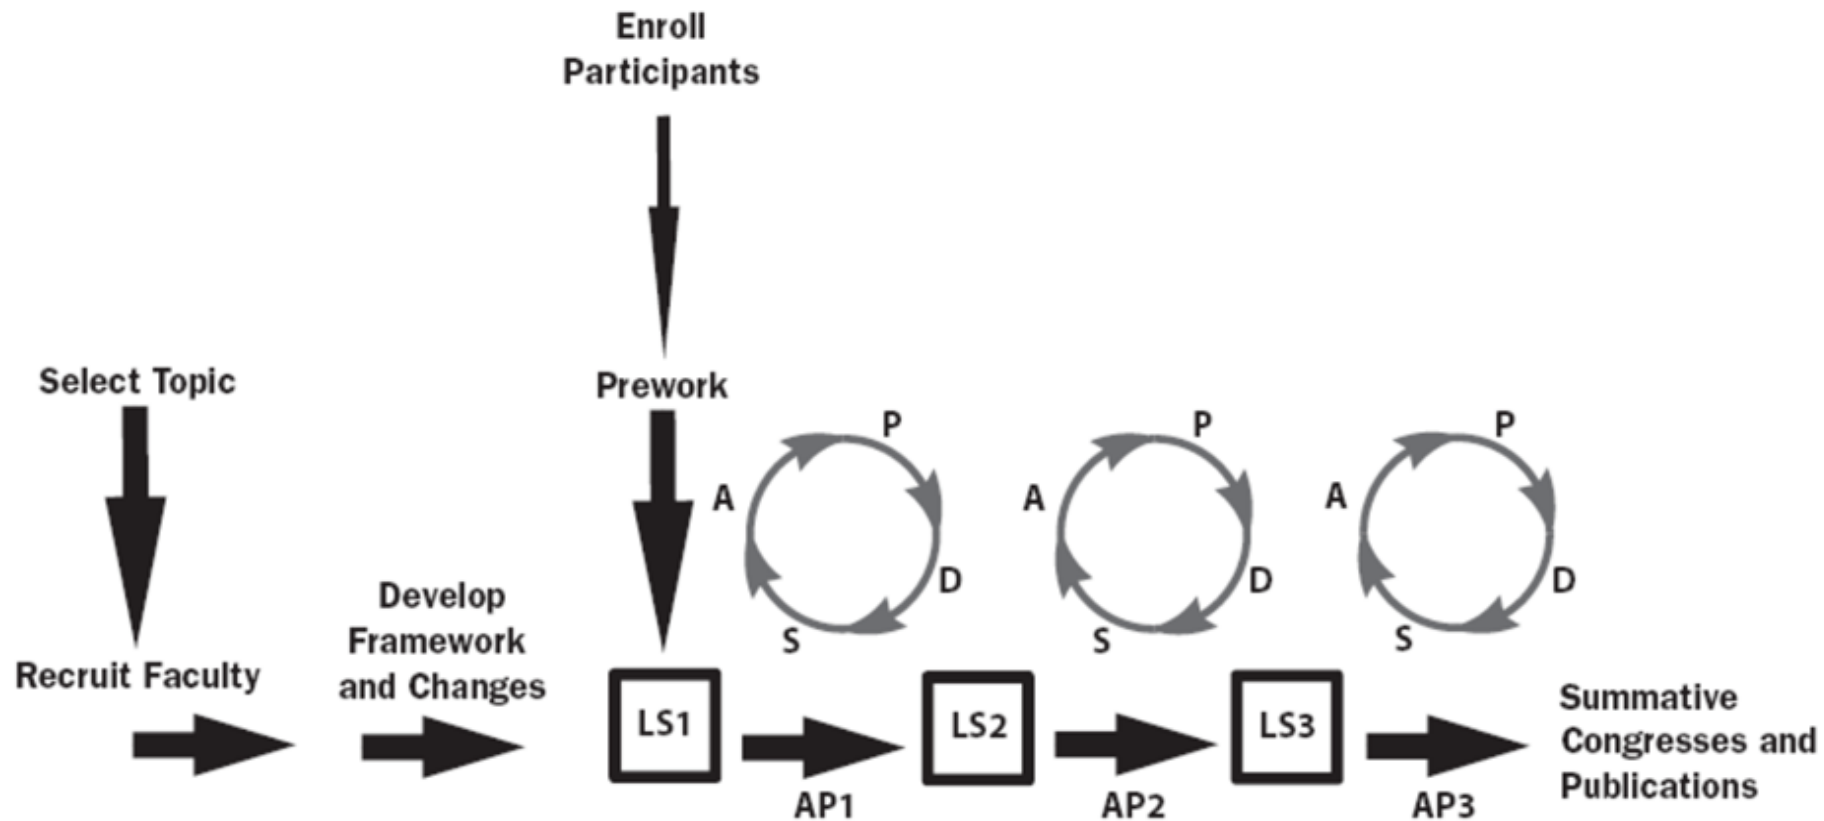 Enroll
Participants
Select Topic
Prework
P
P
P
A
A
A
D
D
D
S
S
S
Develop
Framework
and Changes
Recruit Faculty
LS1
LS2
LS3
AP1
AP2
AP3
Summative
Congresses and
Publications